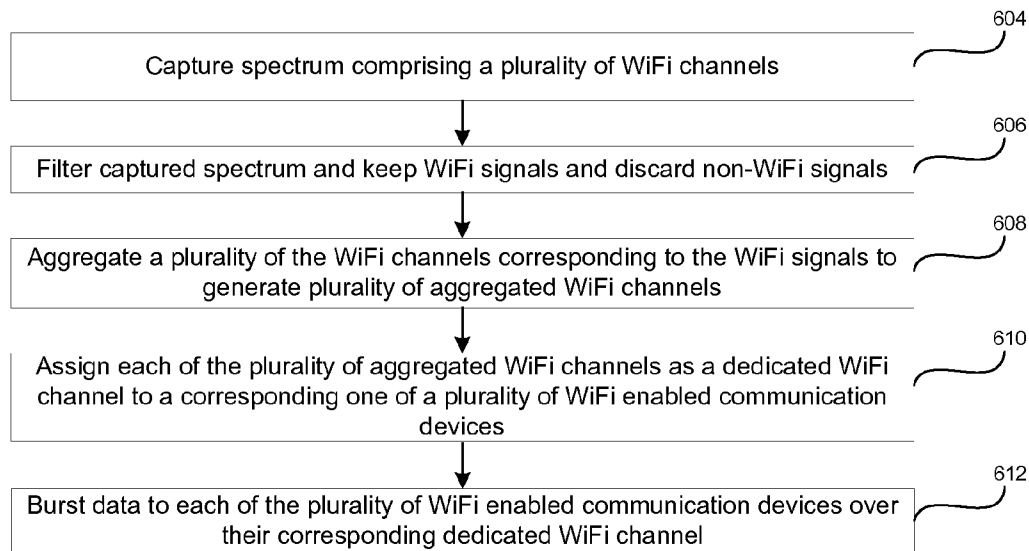 604
Capture spectrum comprising a plurality of WiFi channels
606
Filter captured spectrum and keep WiFi signals and discard non-WiFi signals
608
Aggregate a plurality of the WiFi channels corresponding to the WiFi signals to
generate plurality of aggregated WiFi channels
610
Assign each of the plurality of aggregated WiFi channels as a dedicated WiFi
channel to a corresponding one of a plurality of WiFi enabled communication
devices
612
Burst data to each of the plurality of WiFi enabled communication devices over
their corresponding dedicated WiFi channel